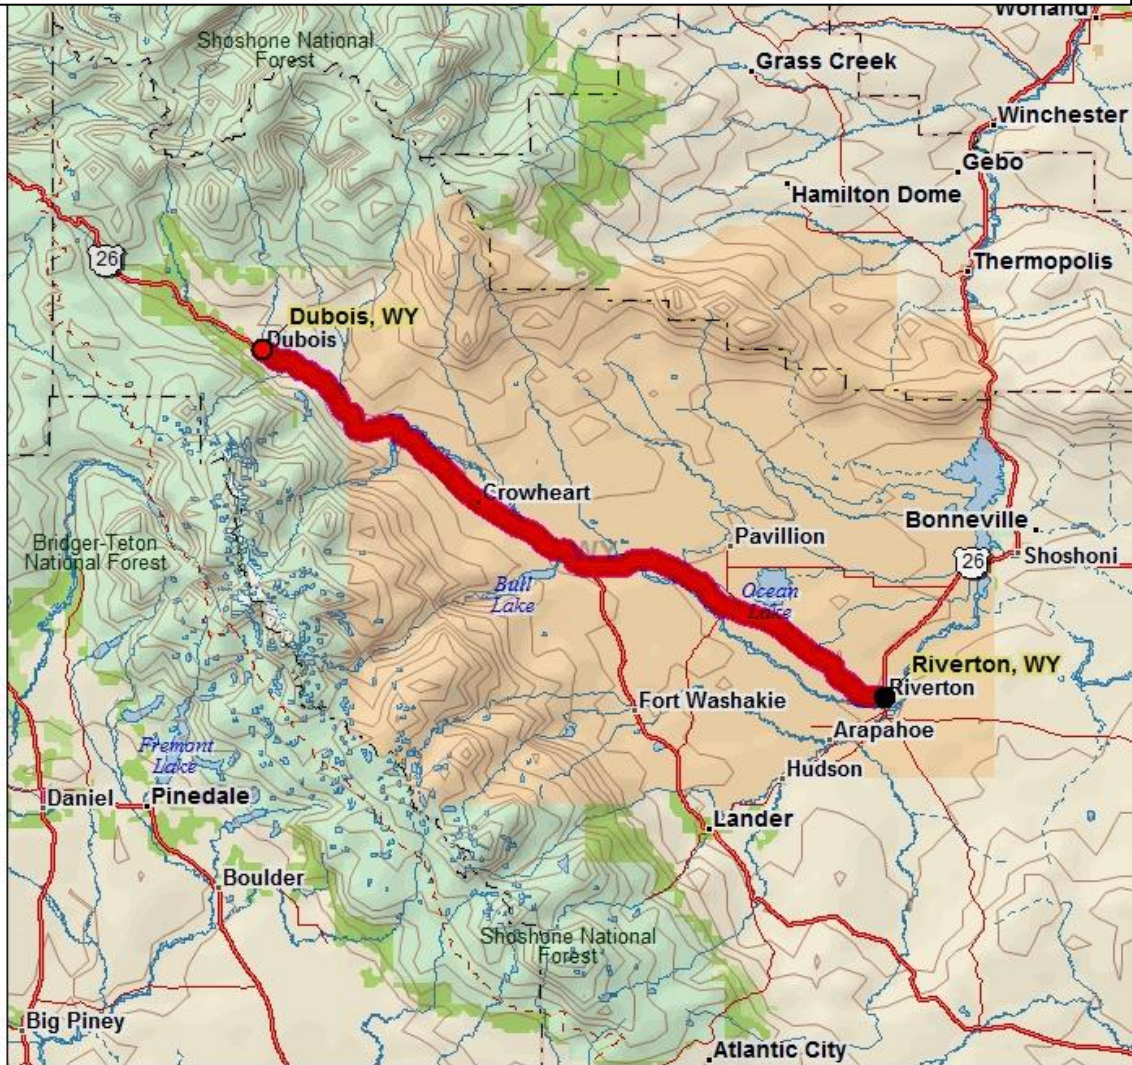 Worland
Shoshone National
Forest
Grass Creek
Winchester
Gebo
Hamilton Dome
26
Thermopolis
Dubois, WY
Dubois
Crowheart
Bonneville
Pavillion
WY
Shoshoni
26
Bridger-Teton
National Forest
Bull
Lake
Ocean
Lake
Riverton, WY
Riverton
Fort Washakie
Arapahoe
Fremont
Lake
Hudson
Daniel
Pinedale
Lander
Boulder
Shoshone National
Forest
Big Piney
Atlantic City